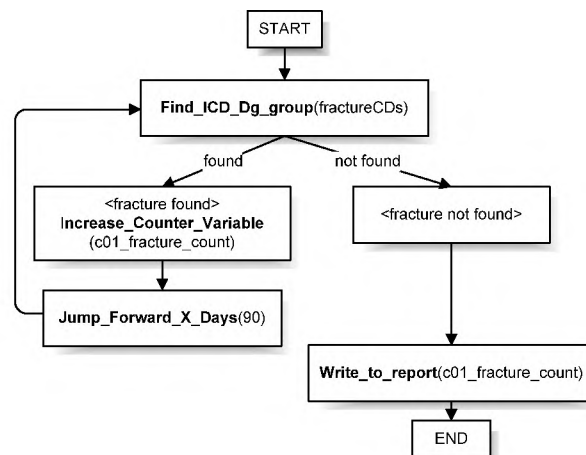 START
Find_ICD_Dg_group(fractureCDs)
found
not found
<fracture found>
Increase_Counter_Variable
(c01_fracture_count)
<fracture not found>
Jump_Forward_X_Days(90)
Write_to_report(c01_fracture_count)
END